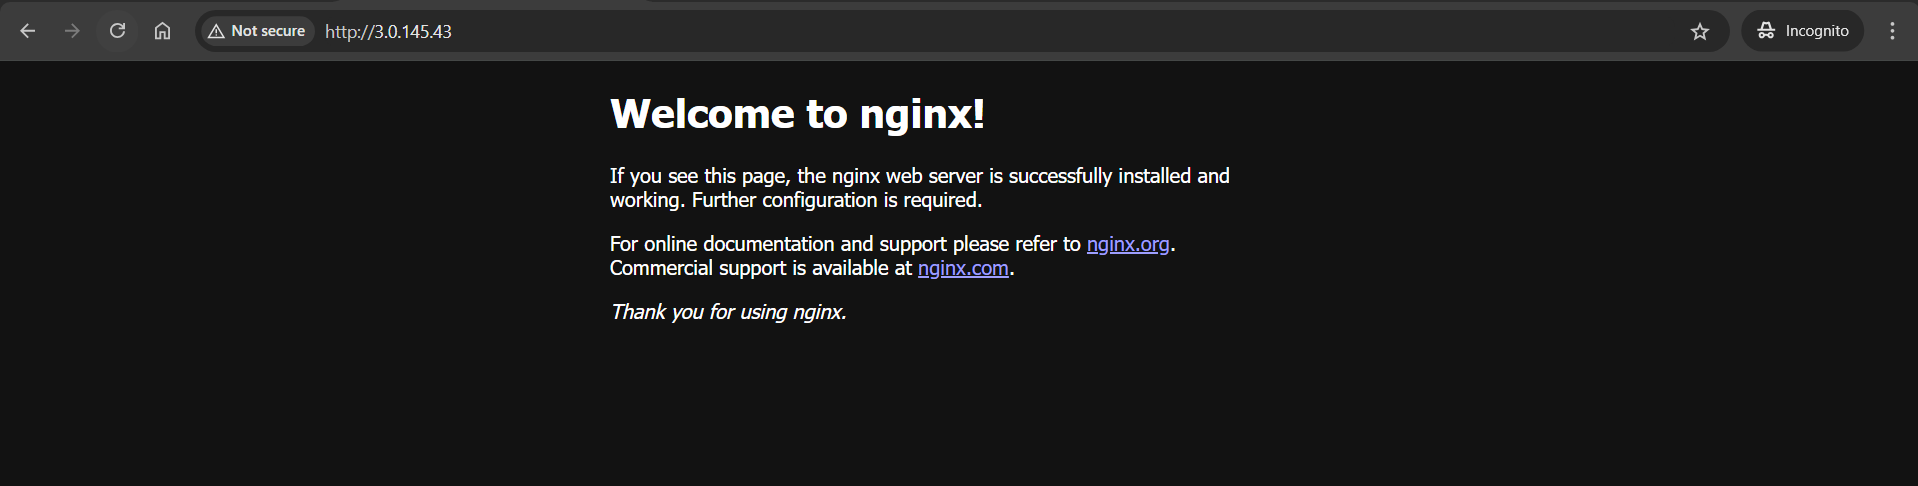 Not secure http://3.0.145.43 Incognito
Welcome to nginx!
If you see this page, the nginx web server is successfully installed and
working. Further configuration is required.
For online documentation and support please refer to nginx.org.
Commercial support is available at nginx.com.
Thank you for using nginx.